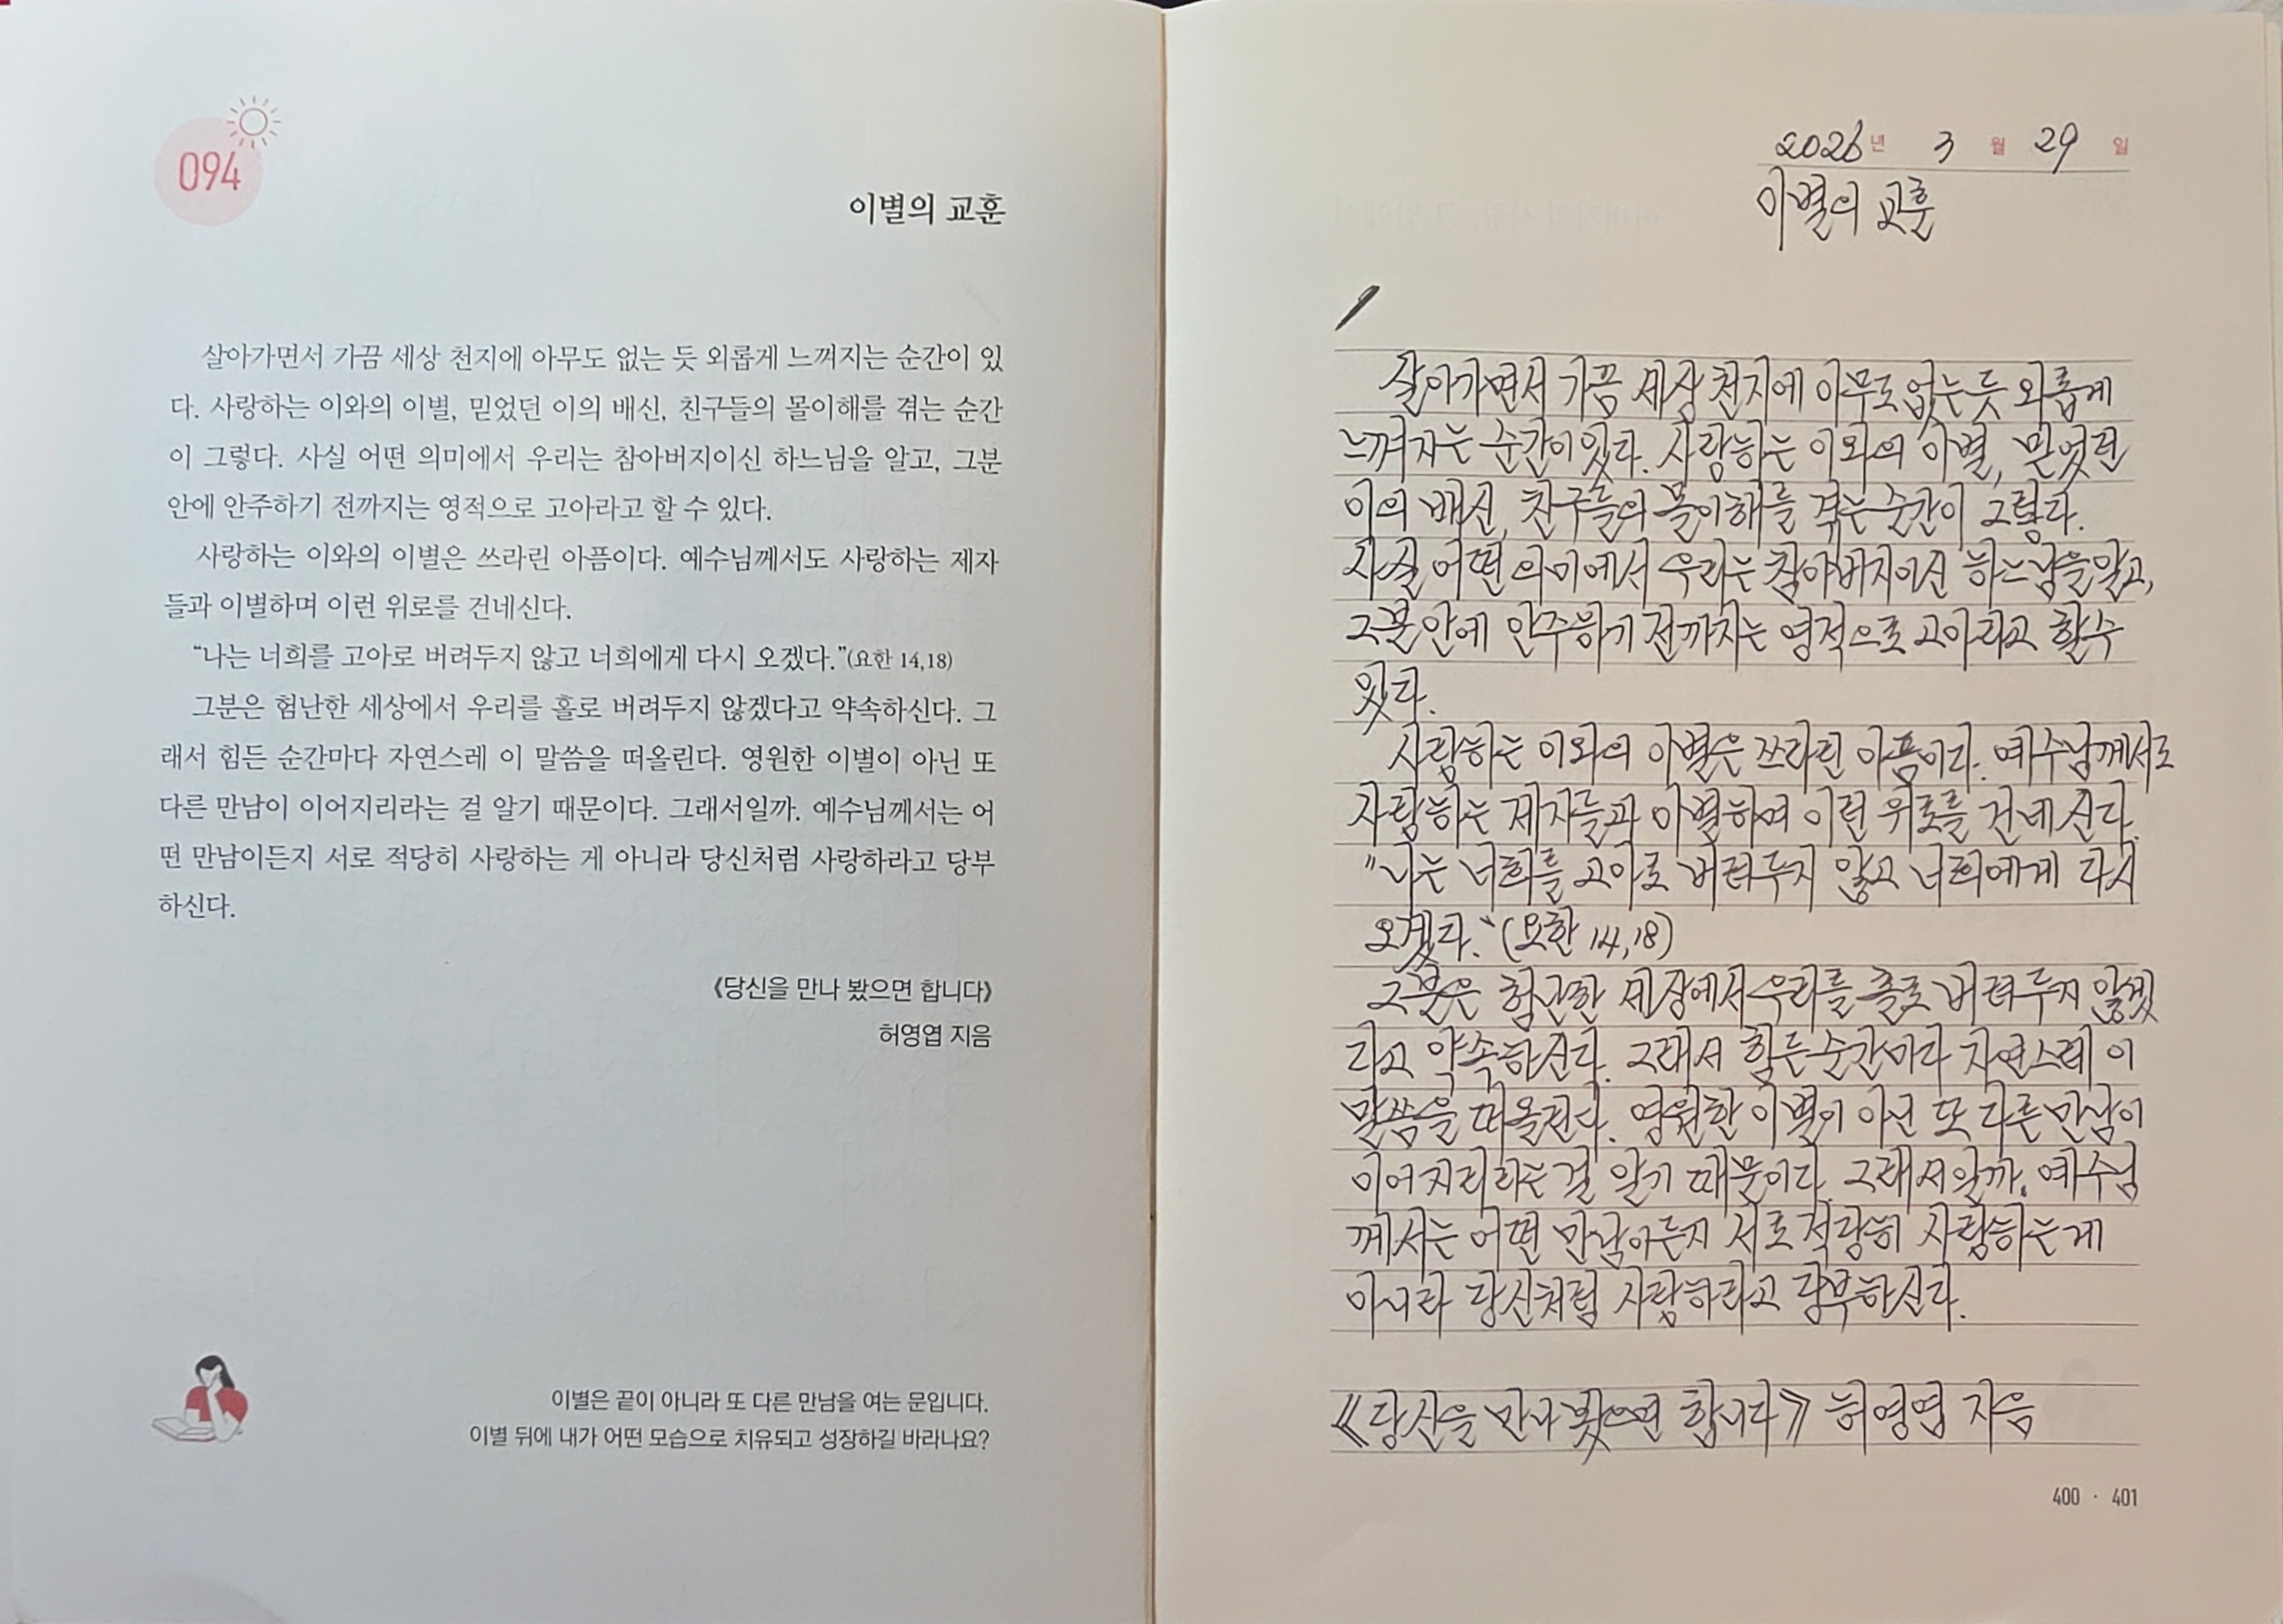 094
이별의 교훈
살아가면서 가끔 세상 천지에 아무도 없는 듯 외롭게 느껴지는 순간이 있
다. 사랑하는 이와의 이별, 믿었던 이의 배신, 친구들의 몰이해를 겪는 순간
이 그렇다. 사실 어떤 의미에서 우리는 참아버지이신 하느님을 알고, 그분
안에 안주하기 전까지는 영적으로 고아라고 할 수 있다.
사랑하는 이와의 이별은 쓰라린 아픔이다. 예수님께서도 사랑하는 제자
들과 이별하며 이런 위로를 건네신다.
“나는 너희를 고아로 버려두지 않고 너희에게 다시 오겠다.”(요한 14,18)
그분은 험난한 세상에서 우리를 홀로 버려두지 않겠다고 약속하신다. 그
래서 힘든 순간마다 자연스레 이 말씀을 떠올린다. 영원한 이별이 아닌 또
다른 만남이 이어지리라는 걸 알기 때문이다. 그래서일까. 예수님께서는 어
떤 만남이든지 서로 적당히 사랑하는 게 아니라 당신처럼 사랑하라고 당부
하신다.
《당신을 만나 봤으면 합니다》
허영엽 지음
이별은 끝이 아니라 또 다른 만남을 여는 문입니다.
이별 뒤에 내가 어떤 모습으로 치유되고 성장하길 바라나요?
2026년 3월 29일
이별의 교훈
살아가면서 가끔 세상 천지에 아무도 없는 듯 외롭게
느껴지는 순간이 있다. 사랑하는 이와의 이별, 믿었던
이의 배신, 친구들의 몰이해를 겪는 순간이 그렇다.
사실 어떤 의미에서 우리는 참아버지이신 하느님을 알고,
그분 안에 안주하기 전까지는 영적으로 고아라고 할 수
있다.
사랑하는 이와의 이별은 쓰라린 아픔이다. 예수님께서도
사랑하는 제자들과 이별하며 이런 위로를 건네신다.
"나는 너희를 고아로 버려두지 않고 너희에게 다시
오겠다."(요한 14,18)
그분은 험난한 세상에서 우리를 홀로 버려두지 않겠
다고 약속하신다. 그래서 힘든 순간마다 자연스레 이
말씀을 떠올린다. 영원한 이별이 아닌 또 다른 만남이
이어지리라는 걸 알기 때문이다. 그래서일까. 예수님
께서는 어떤 만남이든지 서로 적당히 사랑하는 게
아니라 당신처럼 사랑하라고 당부하신다.
《당신을 만나 봤으면 합니다》 허영엽 지음
400 · 401